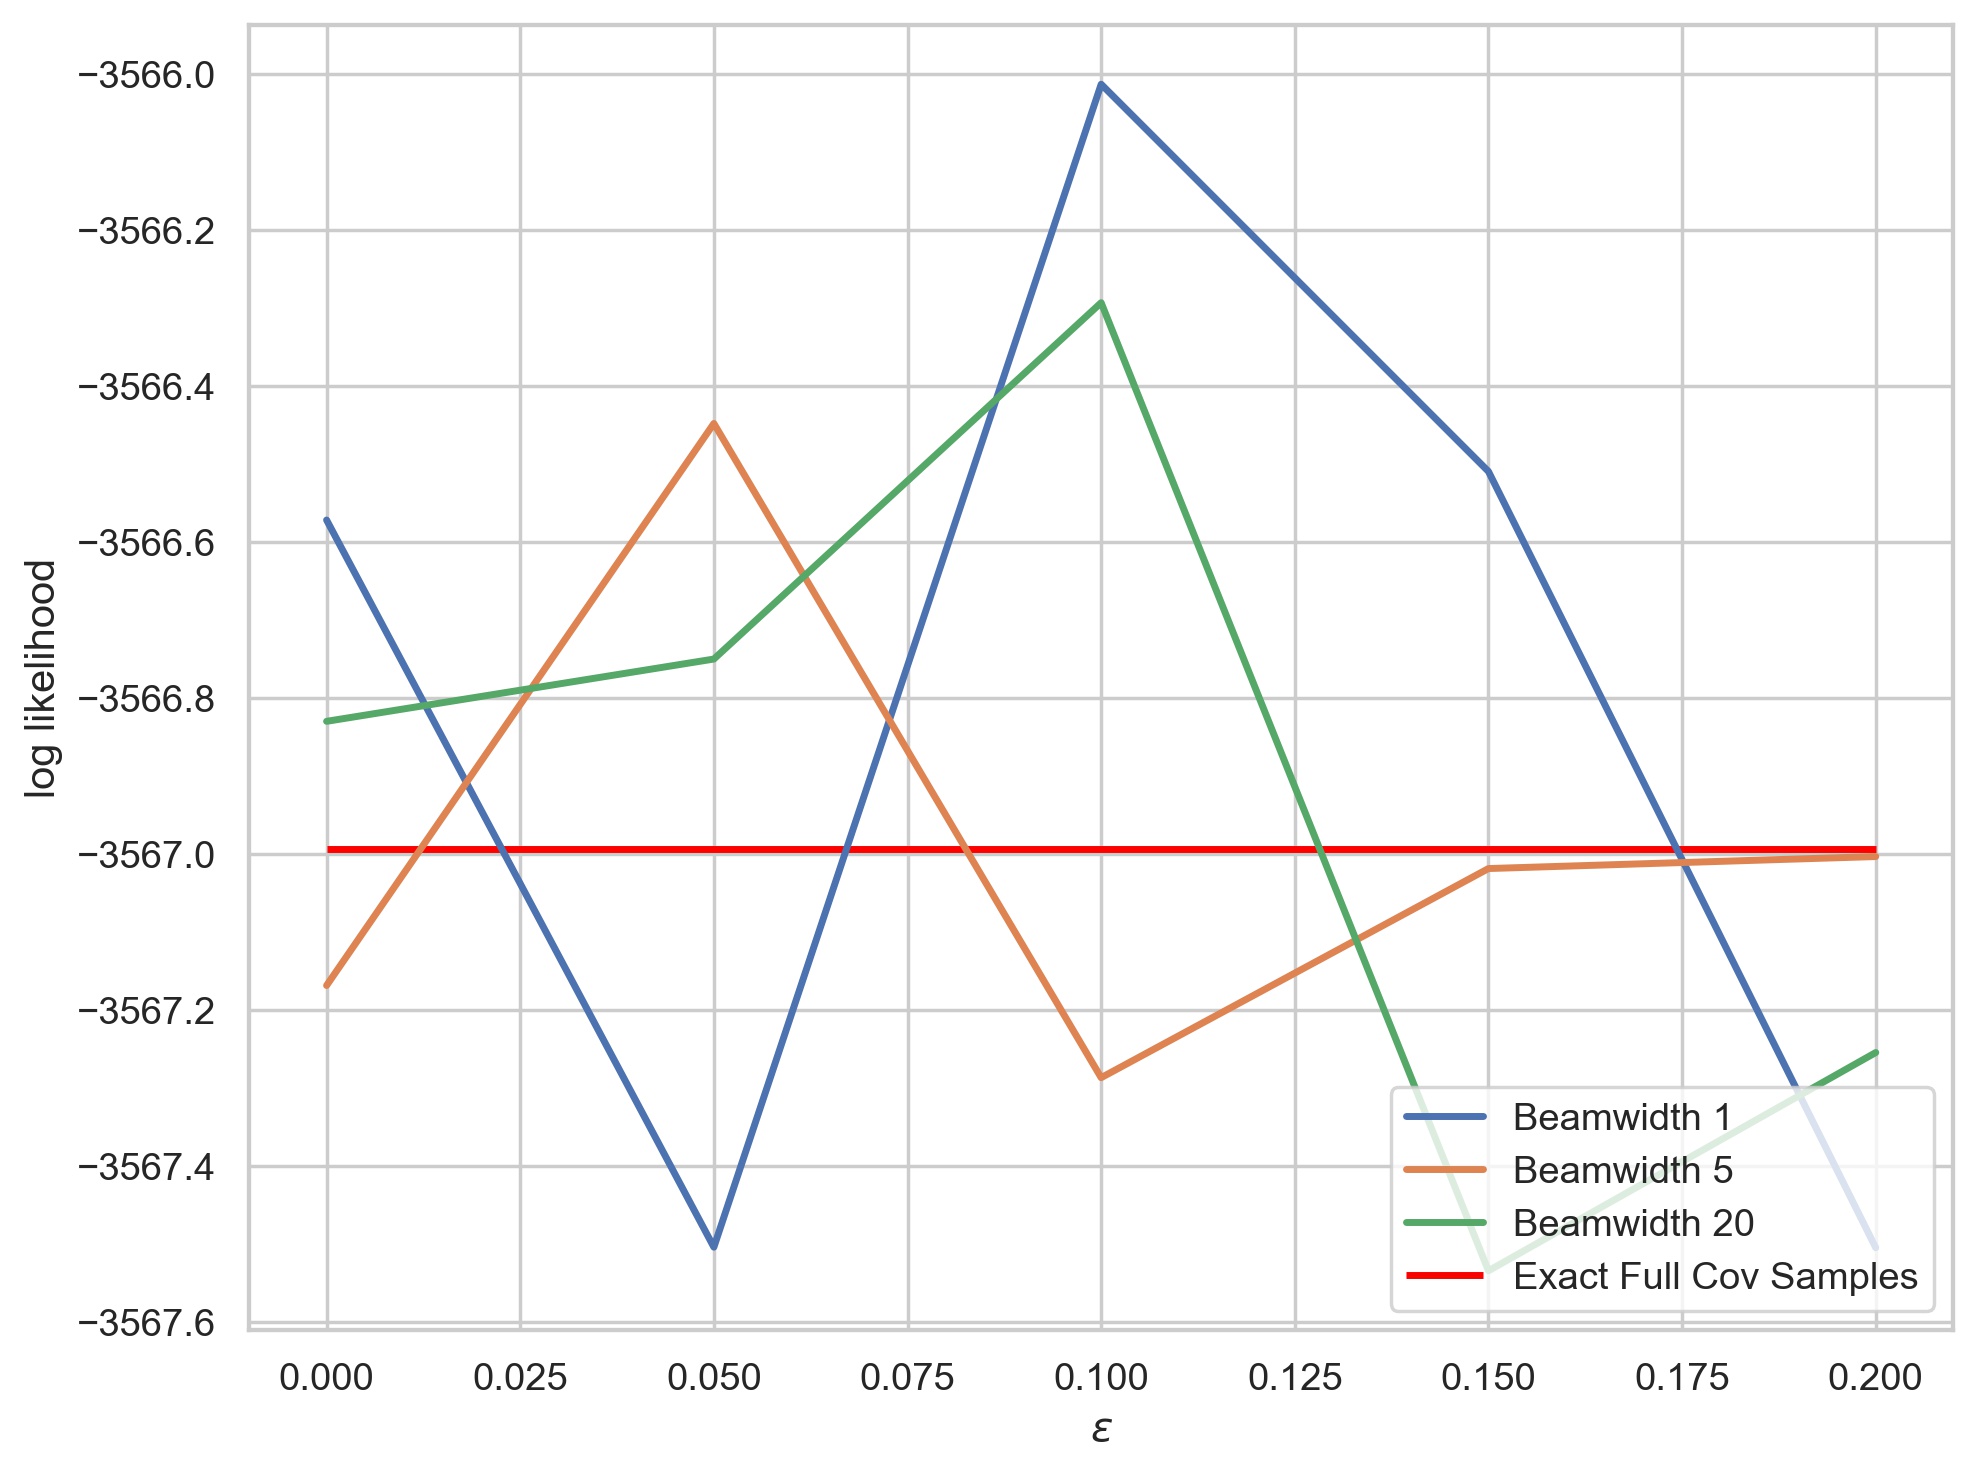 −3566.0
−3566.2
−3566.4
−3566.6
−3566.8
−3567.0
−3567.2
−3567.4
−3567.6
log likelihood
0.000 0.025 0.050 0.075 0.100 0.125 0.150 0.175 0.200
ε
Beamwidth 1
Beamwidth 5
Beamwidth 20
Exact Full Cov Samples